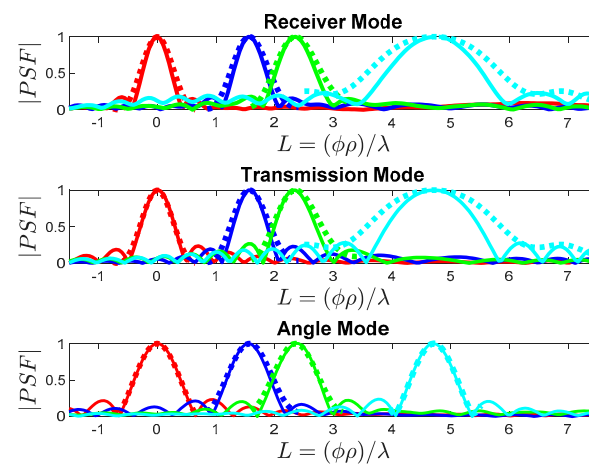 Receiver Mode
|PSF|
1
0.5
0
-1 0 1 2 3 4 5 6 7
L = (ϕρ)/λ
Transmission Mode
|PSF|
1
0.5
0
-1 0 1 2 3 4 5 6 7
L = (ϕρ)/λ
Angle Mode
|PSF|
1
0.5
0
-1 0 1 2 3 4 5 6 7
L = (ϕρ)/λ